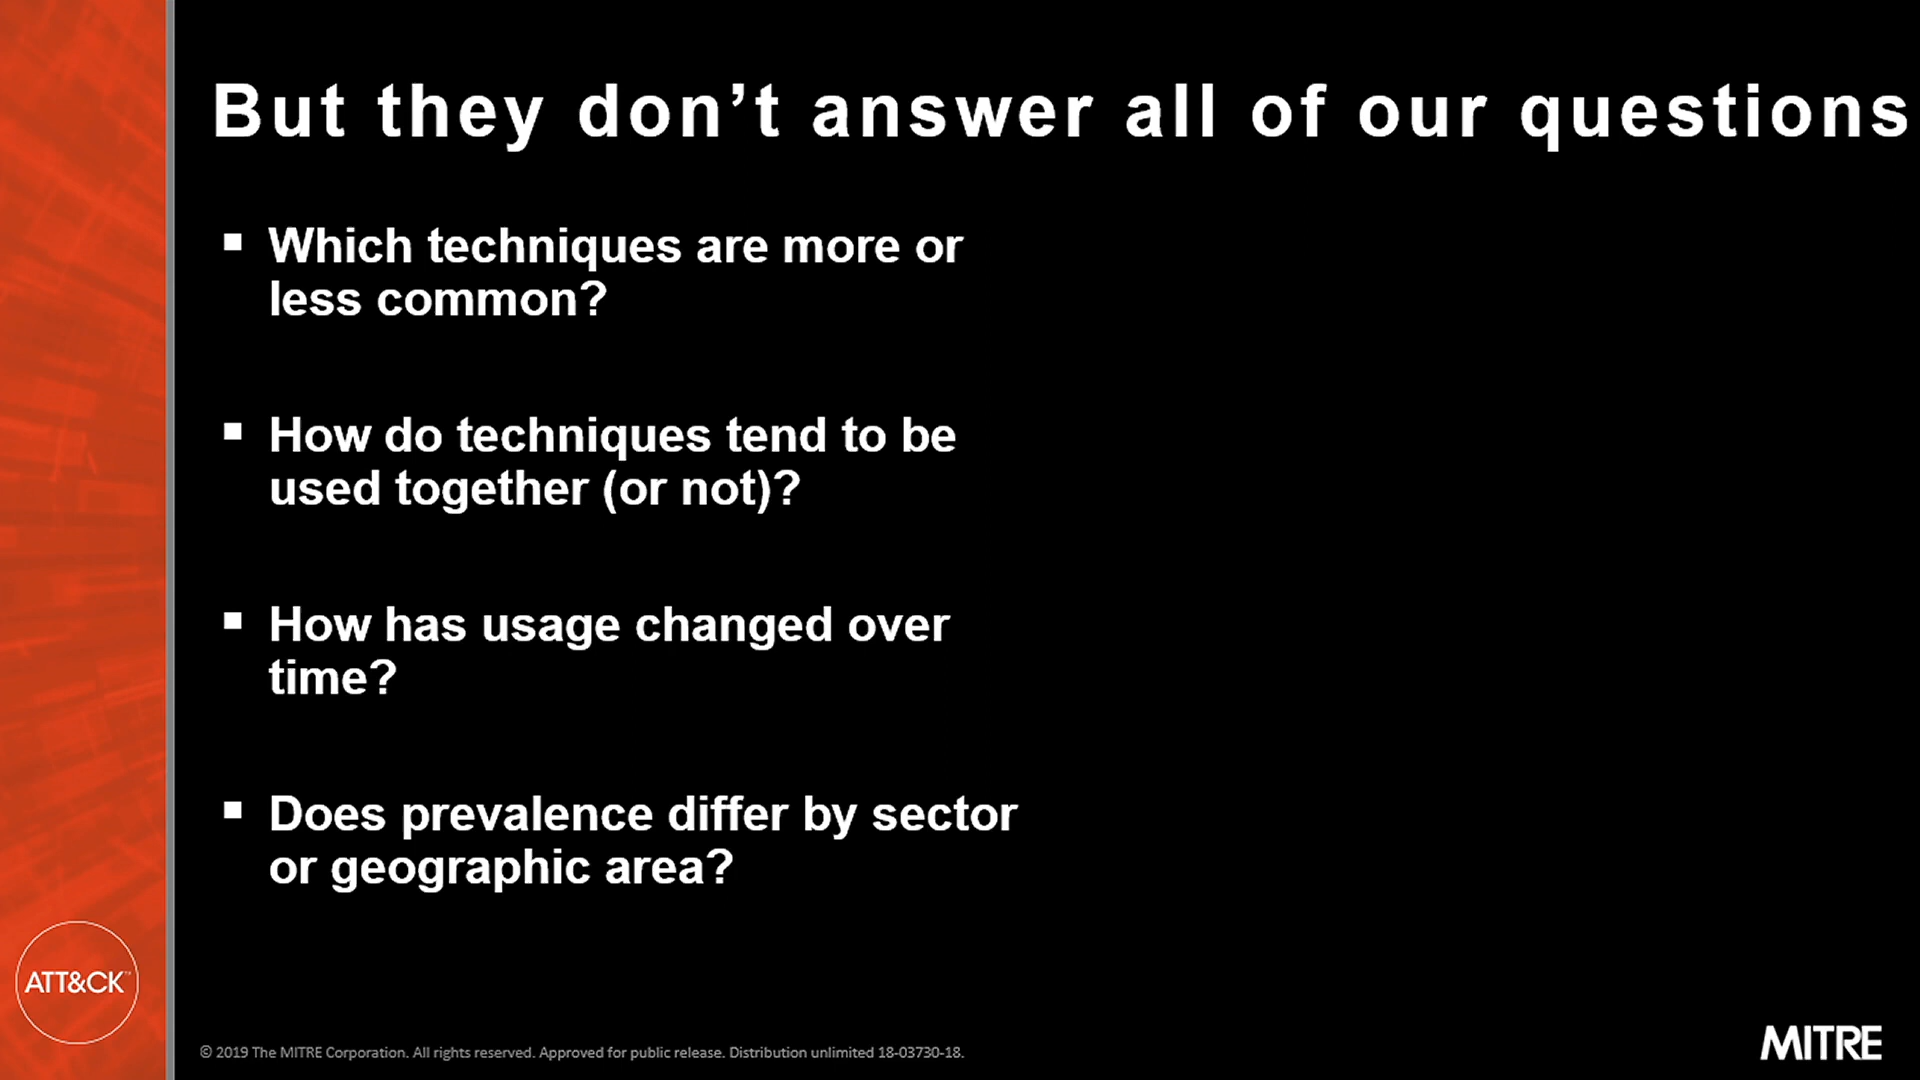 But they don’t answer all of our questions
▪ Which techniques are more or
less common?
▪ How do techniques tend to be
used together (or not)?
▪ How has usage changed over
time?
▪ Does prevalence differ by sector
or geographic area?
ATT&CK™
© 2019 The MITRE Corporation. All rights reserved. Approved for public release. Distribution unlimited 18-03730-18.
MITRE